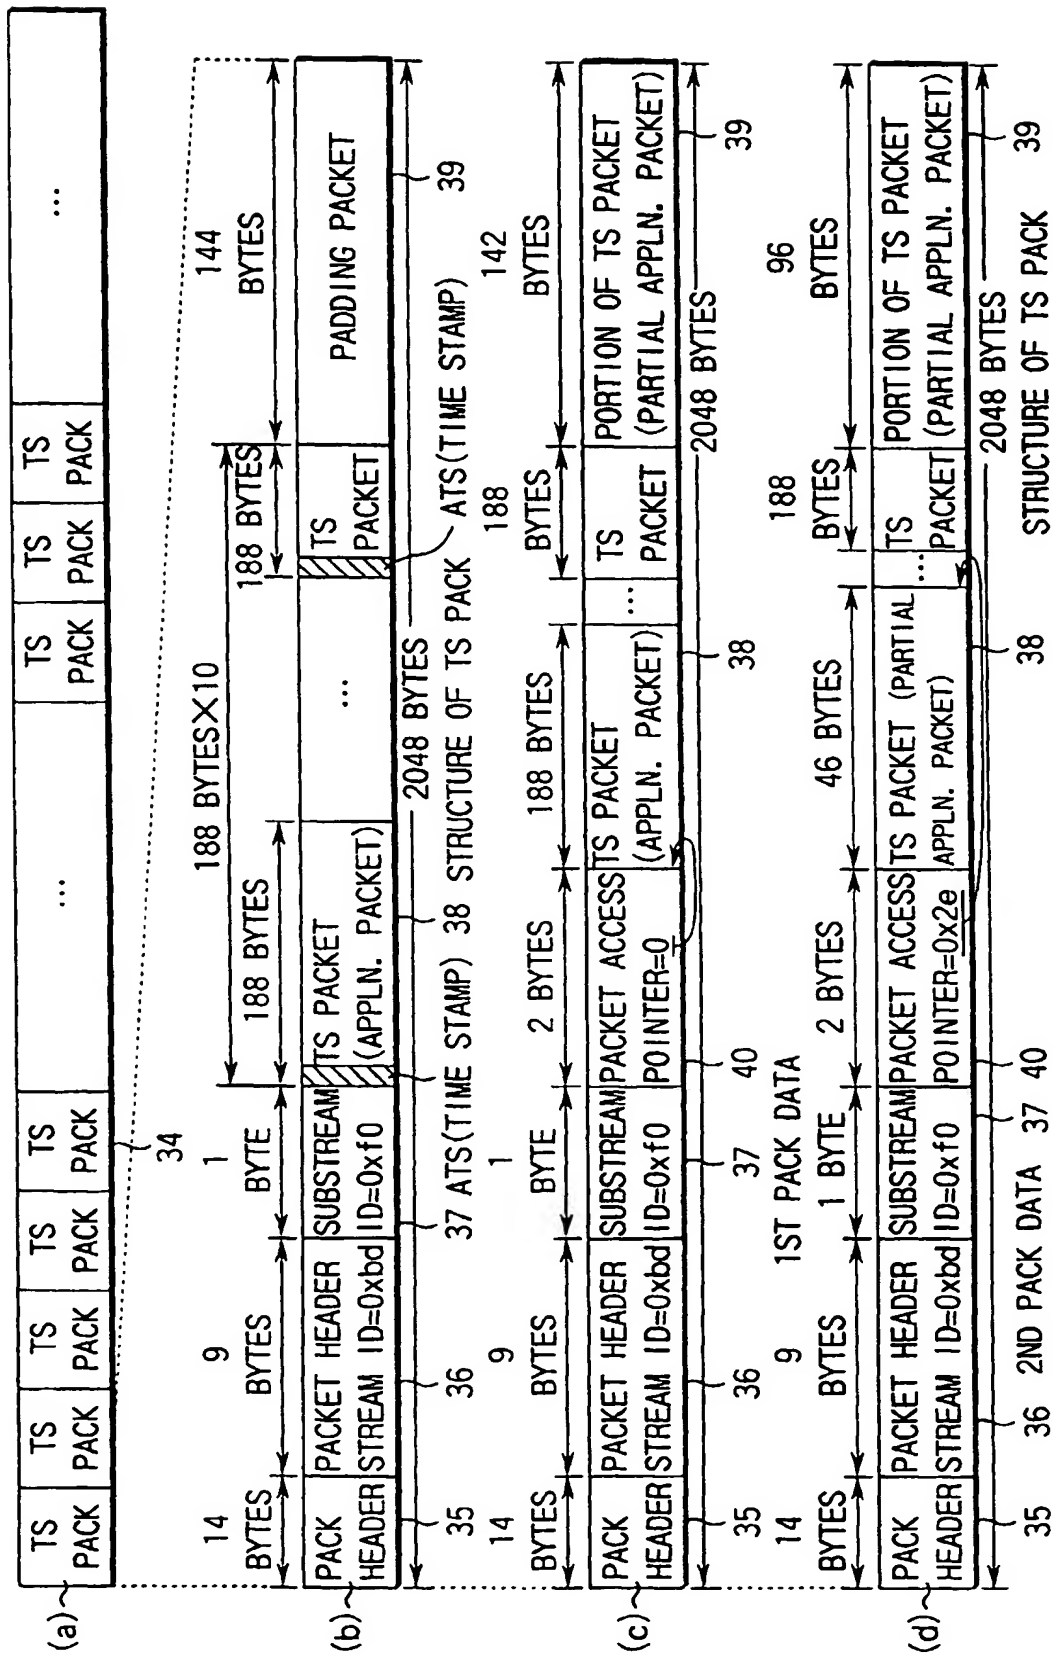 (a)
TS PACK
TS PACK
TS PACK
TS PACK
TS PACK
...
TS PACK
TS PACK
TS PACK
...
34
188 BYTES×10
14 BYTES
9 BYTES
1 BYTE
188 BYTES
188 BYTES
144 BYTES
(b)
PACK HEADER
PACKET HEADER STREAM ID=0xbd
SUBSTREAM ID=0xf0
TS PACKET (APPLN. PACKET)
...
TS PACKET
PADDING PACKET
2048 BYTES
35
36
37 ATS(TIME STAMP)
38 STRUCTURE OF TS PACK
ATS(TIME STAMP)
39
14 BYTES
9 BYTES
1 BYTE
2 BYTES
188 BYTES
188 BYTES
142 BYTES
(c)
PACK HEADER
PACKET HEADER STREAM ID=0xbd
SUBSTREAM ID=0xf0
PACKET ACCESS POINTER=0
TS PACKET (APPLN. PACKET)
...
TS PACKET
PORTION OF TS PACKET (PARTIAL APPLN. PACKET)
2048 BYTES
35
36
37
40
38
39
1ST PACK DATA
14 BYTES
9 BYTES
1 BYTE
2 BYTES
46 BYTES
188 BYTES
96 BYTES
(d)
PACK HEADER
PACKET HEADER STREAM ID=0xbd
SUBSTREAM ID=0xf0
PACKET ACCESS POINTER=0x2e
TS PACKET (PARTIAL APPLN. PACKET)
...
TS PACKET
PORTION OF TS PACKET (PARTIAL APPLN. PACKET)
2048 BYTES
35
36
2ND PACK DATA
37
40
38
39
STRUCTURE OF TS PACK